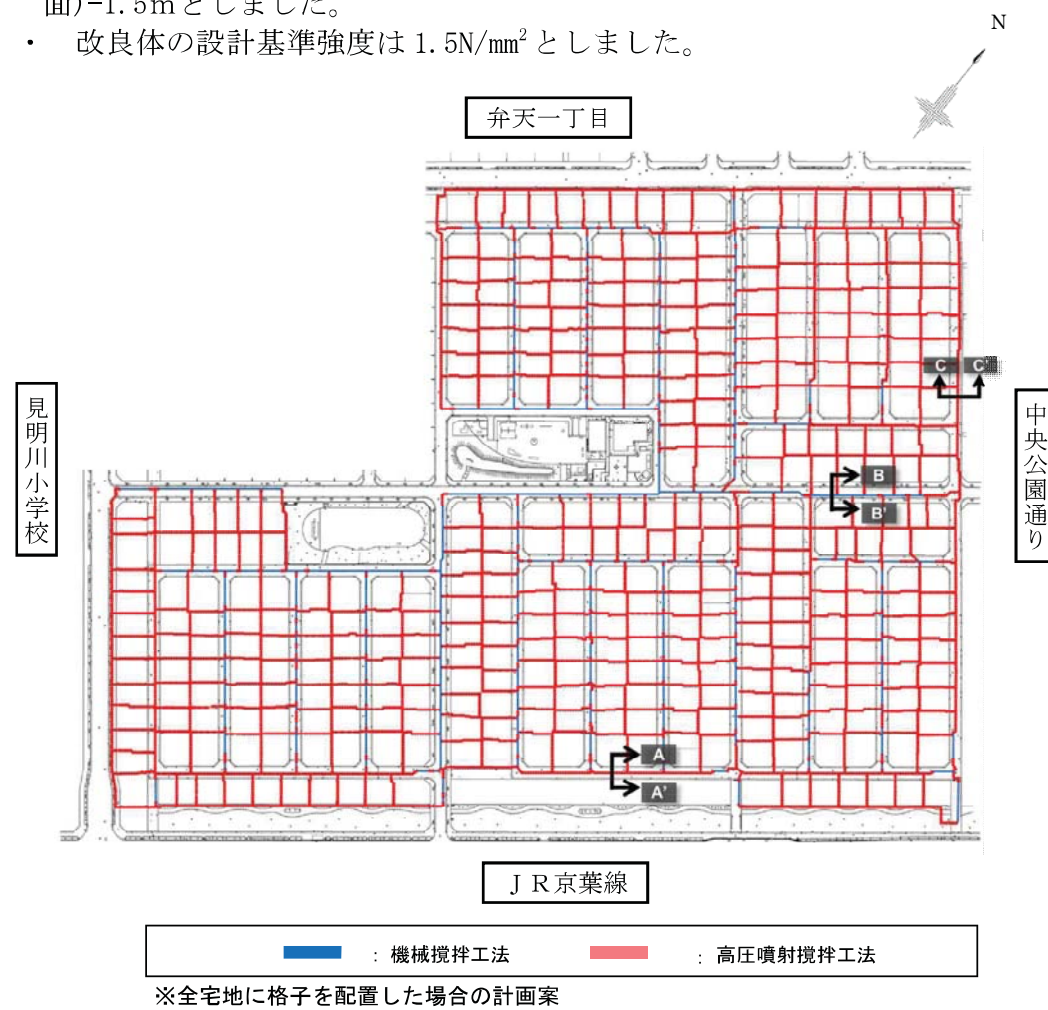 面)-1.5mとしました。
・ 改良体の設計基準強度は 1.5N/mm²としました。
N
弁天一丁目
C C
見明川小学校
中央公園通り
B
B'
A
A'
ＪＲ京葉線
: 機械撹拌工法 : 高圧噴射撹拌工法
※全宅地に格子を配置した場合の計画案